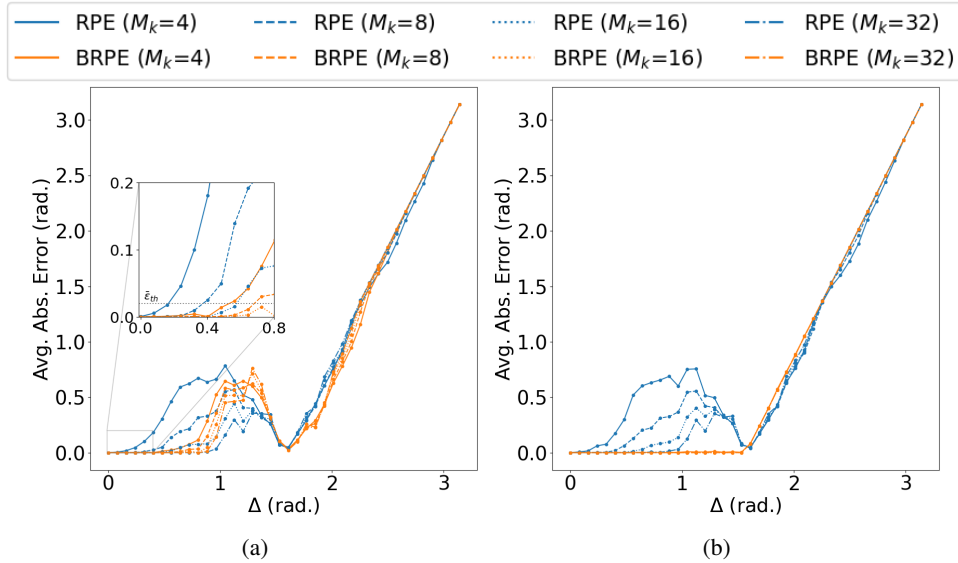 RPE (Mk=4) RPE (Mk=8) RPE (Mk=16) RPE (Mk=32)
BRPE (Mk=4) BRPE (Mk=8) BRPE (Mk=16) BRPE (Mk=32)
Avg. Abs. Error (rad.)
3.0
2.5
2.0
1.5
1.0
0.5
0.0
0.2
0.1
0.0
ε̄th
0.0 0.4 0.8
0 1 2 3
Δ (rad.)
(a)
Avg. Abs. Error (rad.)
3.0
2.5
2.0
1.5
1.0
0.5
0.0
0 1 2 3
Δ (rad.)
(b)